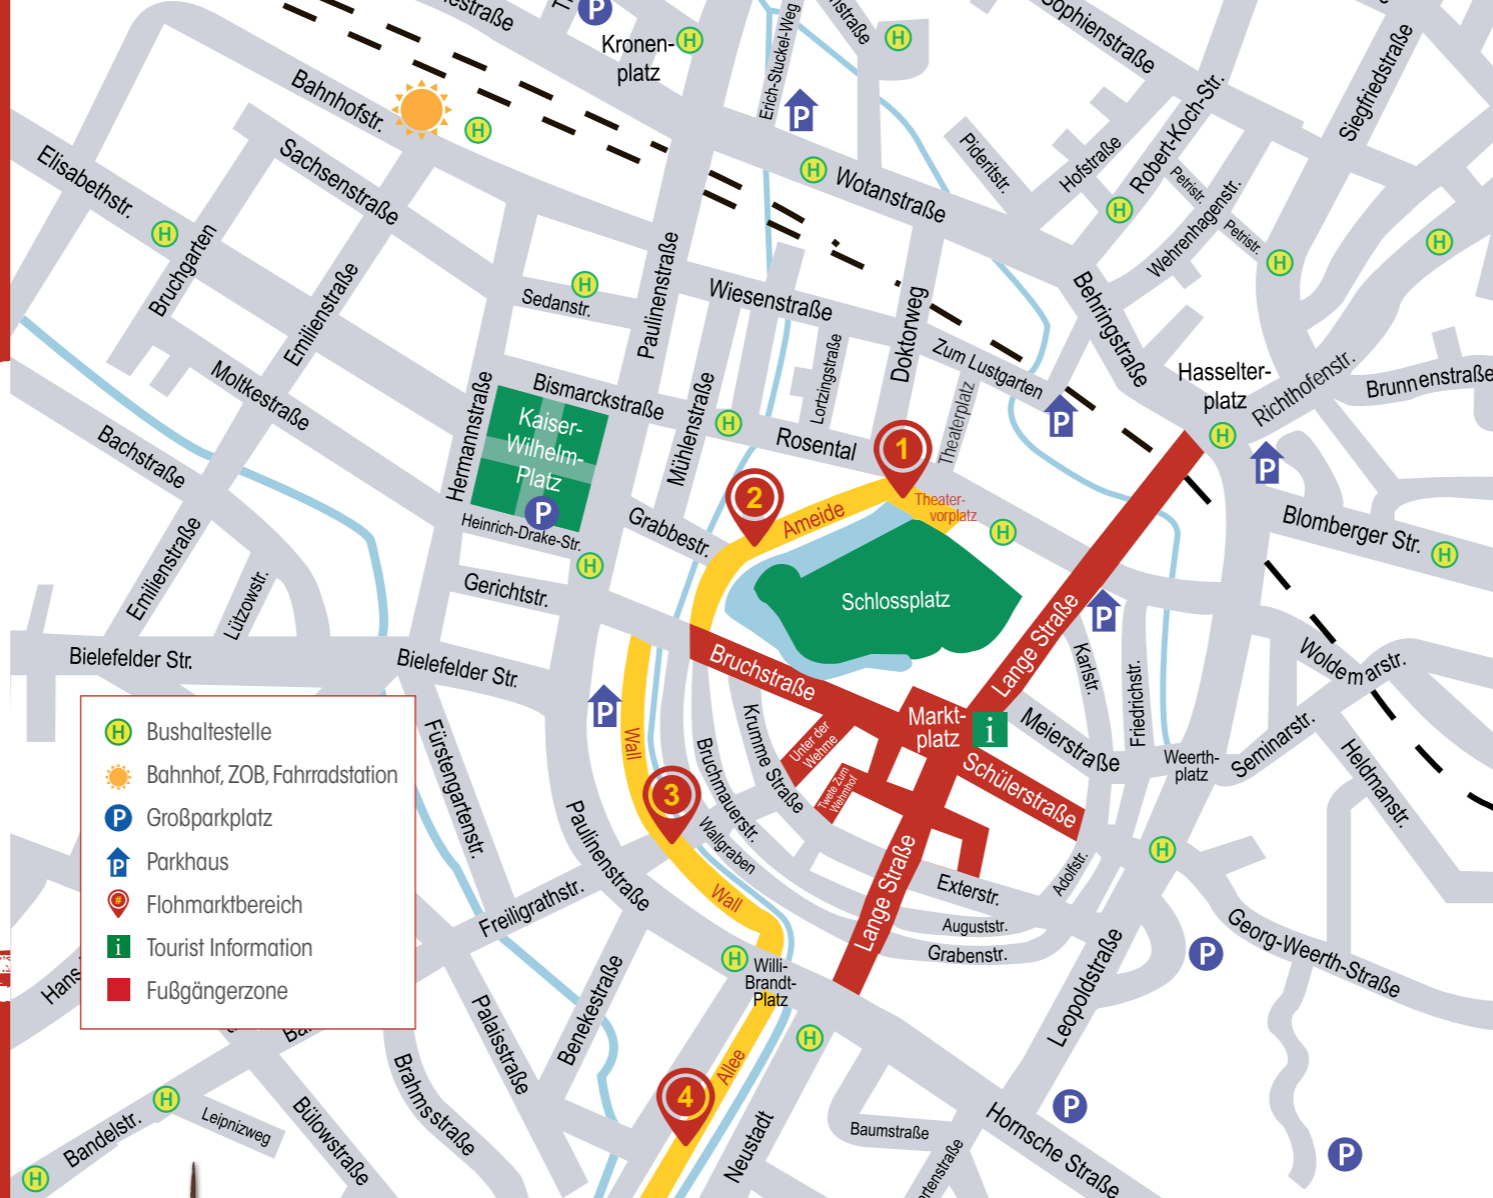 P
Kronen-
platz
H
H
Erich-Stuckel-Weg
Sophienstraße
Siegfriedstraße
Bahnhofstr.
H
P
Robert-Koch-Str.
Pideritstr.
Hofstraße
Elisabethstr.
Sachsenstraße
H
Wotanstraße
H
Petristr.
Wehrenhagenstr.
Petristr.
H
H
H
Bruchgarten
Emilienstraße
Paulinenstraße
H
Sedanstr.
Wiesenstraße
Doktorweg
Behringstraße
Zum Lustgarten
Lortzingstraße
Theaterplatz
Hasselter-
platz
Richthofenstr.
Brunnenstraße
Moltkestraße
Bismarckstraße
Hermannstraße
Mühlenstraße
H
Rosental
P
H
P
Kaiser-
Wilhelm-
Platz
P
1
2
Ameide
Theater-
vorplatz
H
Bachstraße
Heinrich-Drake-Str.
Grabbestr.
Blomberger Str.
H
H
Gerichtstr.
Emilienstraße
Lützowstr.
Schlossplatz
Lange Straße
P
Bielefelder Str.
Bielefelder Str.
Bruchstraße
Karlstr.
Friedrichstr.
Woldemarstr.
P
Wall
Krumme Straße
Unter der
Wehme
Markt-
platz
i
Meierstraße
Weerth-
platz
Seminarstr.
Heldmanstr.
Twete Zum
Wehmhof
Schülerstraße
H
Bushaltestelle
Bahnhof, ZOB, Fahrradstation
P
Großparkplatz
P
Parkhaus
#
Flohmarktbereich
i
Tourist Information
Fußgängerzone
Fürstengartenstr.
3
Bruchmauerstr.
Wallgraben
Paulinenstraße
Wall
Lange Straße
Exterstr.
Adolfstr.
H
Auguststr.
Grabenstr.
Freiligrathstr.
H
Willi-
Brandt-
Platz
Leopoldstraße
P
Georg-Weerth-Straße
Palaisstraße
Benekestraße
H
Allee
4
Neustadt
Brahmsstraße
Bülowstraße
H
Leipnizweg
Bandelstr.
H
Baumstraße
P
Hornsche Straße
P